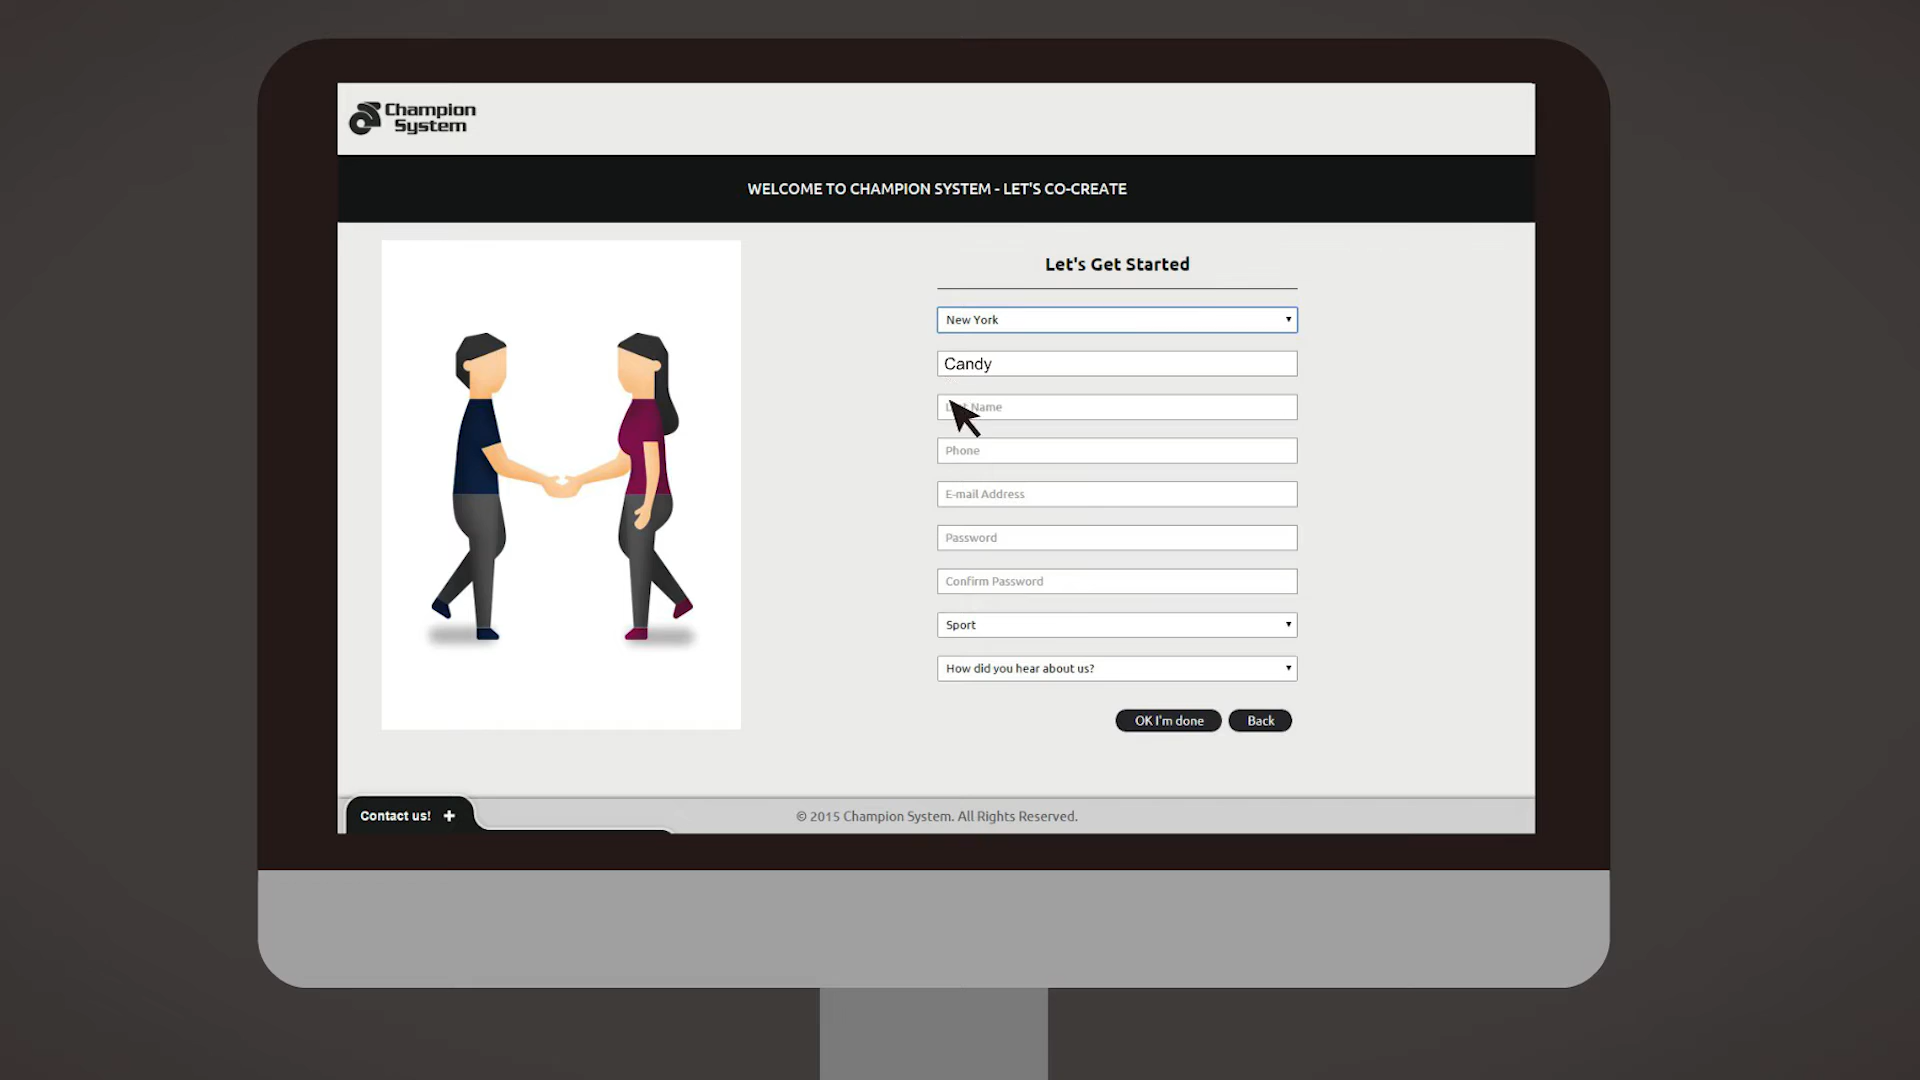 Champion
System
WELCOME TO CHAMPION SYSTEM - LET'S CO-CREATE
Let's Get Started
New York
Candy
Name
Phone
E-mail Address
Password
Confirm Password
Sport
How did you hear about us?
OK I'm done
Back
Contact us! +
© 2015 Champion System. All Rights Reserved.